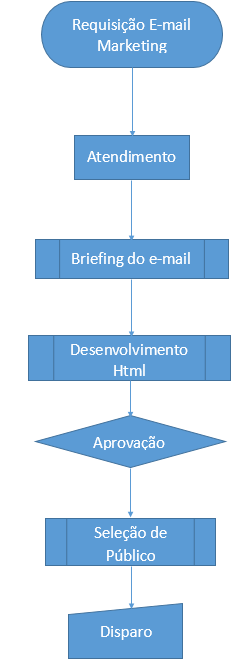 Requisição E-mail
Marketing
Atendimento
Briefing do e-mail
Desenvolvimento
Html
Aprovação
Seleção de
Público
Disparo